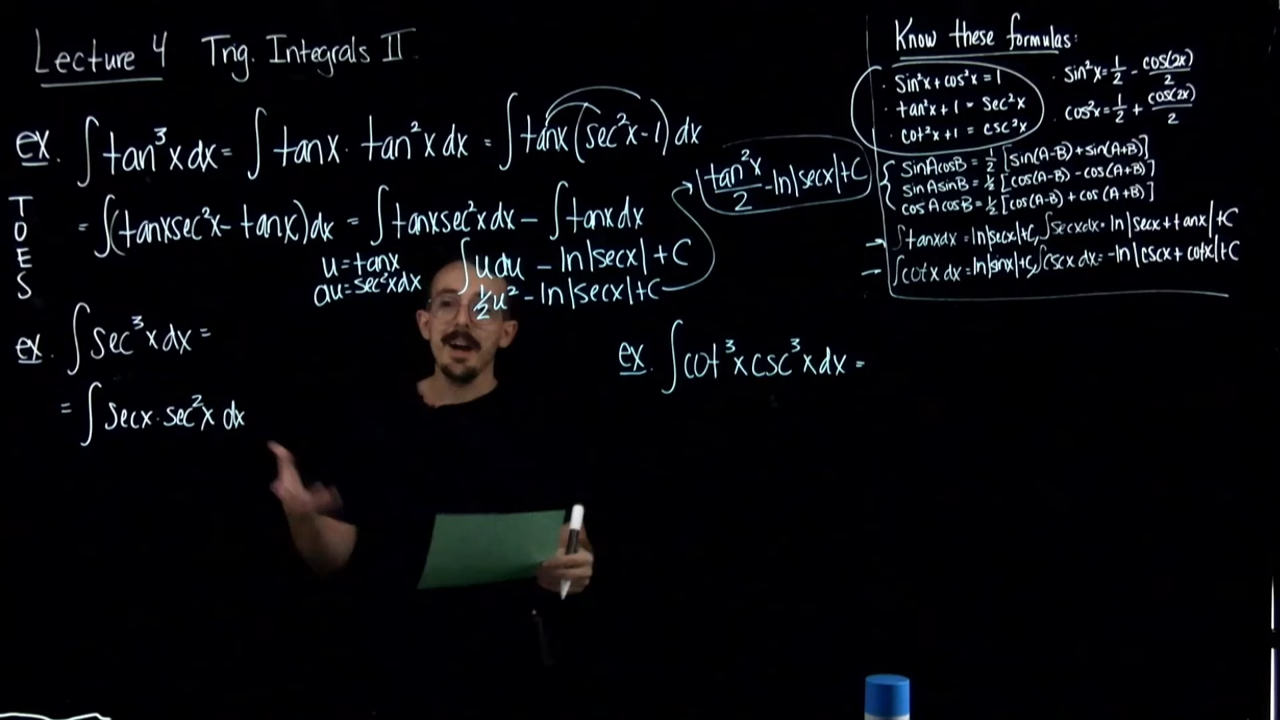 Lecture 4 Trig. Integrals II
ex. ∫tan³x dx = ∫tanx · tan²x dx = ∫tanx(sec²x-1) dx
= ∫(tanxsec²x - tanx)dx = ∫tanxsec²x dx - ∫tanx dx
u = tanx
du = sec²x dx
∫u du - ln|secx| + C
½u² - ln|secx| + C
tan²x/2 - ln|secx| + C
TOES
ex. ∫sec³x dx =
= ∫secx · sec²x dx
ex. ∫cot³x csc³x dx =
Know these formulas:
· sin²x + cos²x = 1
· tan²x + 1 = sec²x
· cot²x + 1 = csc²x
· sin²x = 1/2 - cos(2x)/2
cos²x = 1/2 + cos(2x)/2
sinAcosB = ½ [sin(A-B) + sin(A+B)]
sinAsinB = ½ [cos(A-B) - cos(A+B)]
cosAcosB = ½ [cos(A-B) + cos(A+B)]
→ ∫tanxdx = ln|secx|+C, ∫secxdx = ln|secx + tanx| + C
→ ∫cotx dx = ln|sinx|+C, ∫cscx dx = -ln|cscx + cotx| + C